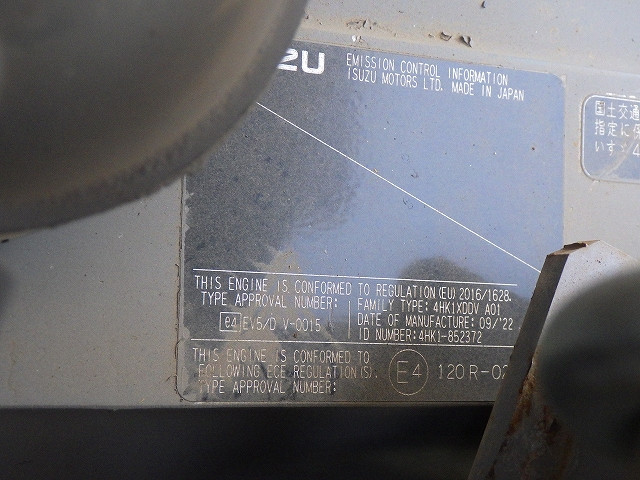 ZU
EMISSION CONTROL INFORMATION
ISUZU MOTORS LTD. MADE IN JAPAN
国土交通
指定に
いすゞ4
THIS ENGINE IS CONFORMED TO REGULATION (EU) 2016/1628.
TYPE APPROVAL NUMBER:
e4 EV5/D V-0015
FAMILY TYPE: 4HK1XDDV A01
DATE OF MANUFACTURE: 09/'22
ID NUMBER: 4HK1-852372
THIS ENGINE IS CONFORMED TO
FOLLOWING ECE REGULATION(S).
TYPE APPROVAL NUMBER:
E4 120R-02